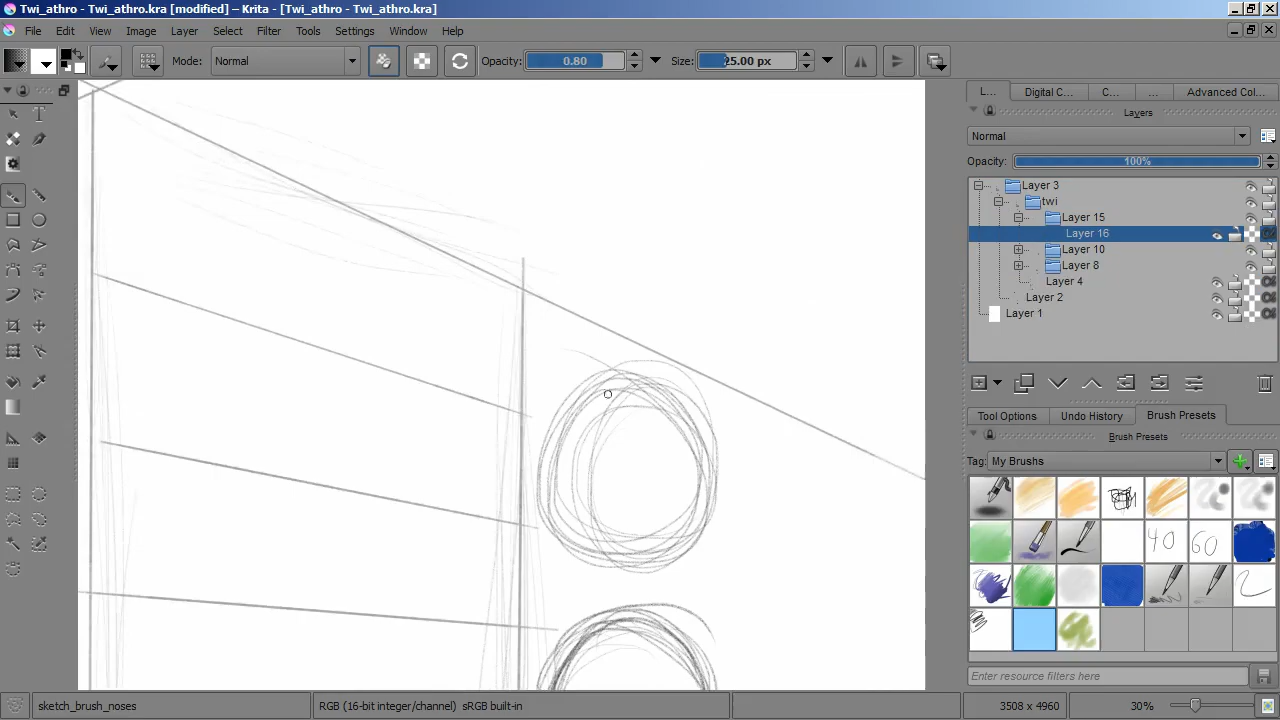 Twi_athro - Twi_athro.kra [modified] – Krita - [Twi_athro - Twi_athro.kra]
File Edit View Image Layer Select Filter Tools Settings Window Help
Mode: Normal Opacity: 0.80 Size: 25.00 px
L... Digital C... C... ... Advanced Col...
Layers
Normal
Opacity: 100%
Layer 3
twi
Layer 15
Layer 16
Layer 10
Layer 8
Layer 4
Layer 2
Layer 1
Tool Options Undo History Brush Presets
Brush Presets
Tag: My Brushs
40 60
Enter resource filters here
sketch_brush_noses RGB (16-bit integer/channel) sRGB built-in 3508 x 4960 30%